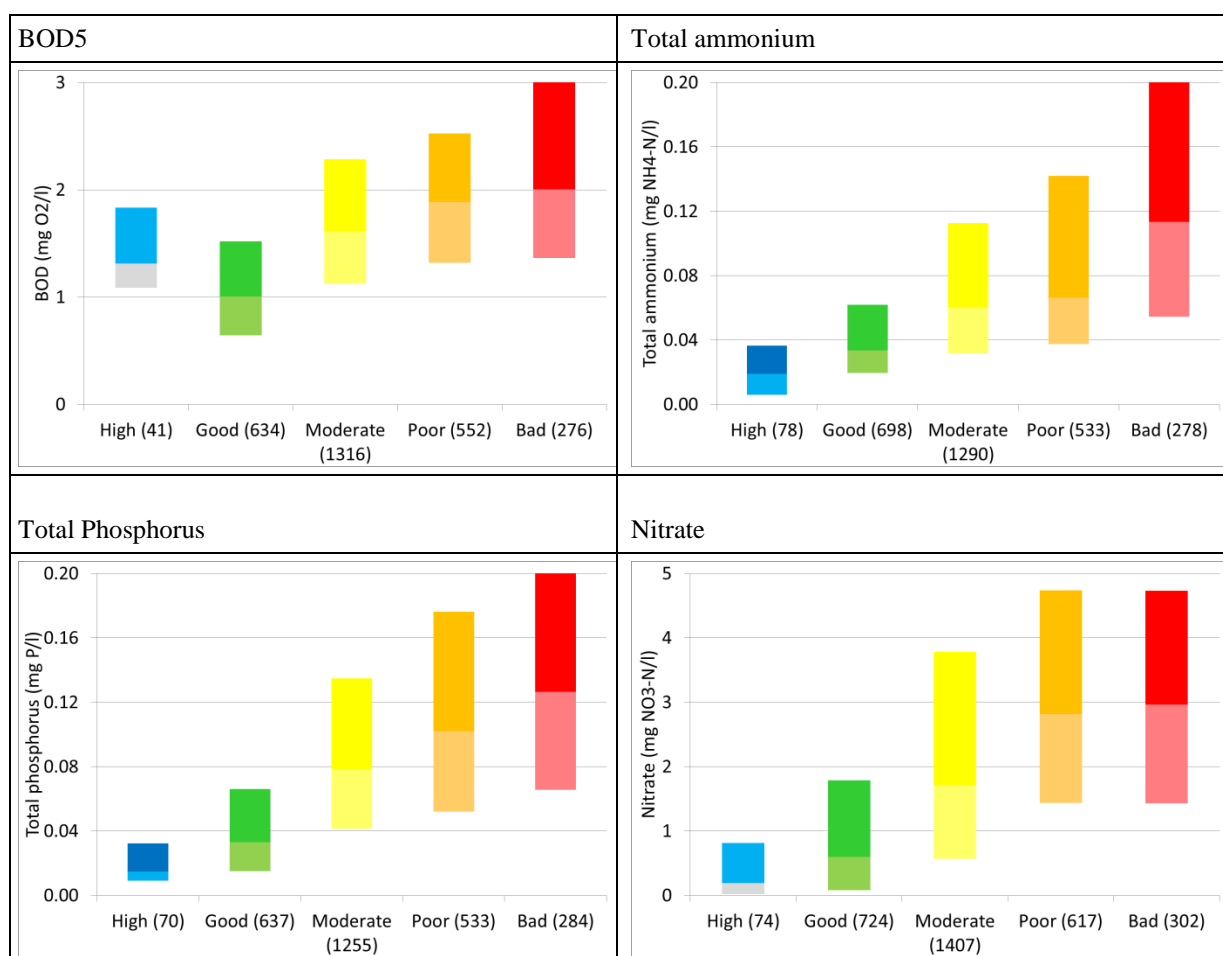 BOD5
Total ammonium
BOD (mg O2/l)
3
2
1
0
High (41)
Good (634)
Moderate
(1316)
Poor (552)
Bad (276)
Total ammonium (mg NH4-N/l)
0.20
0.16
0.12
0.08
0.04
0.00
High (78)
Good (698)
Moderate
(1290)
Poor (533)
Bad (278)
Total Phosphorus
Nitrate
Total phosphorus (mg P/l)
0.20
0.16
0.12
0.08
0.04
0.00
High (70)
Good (637)
Moderate
(1255)
Poor (533)
Bad (284)
Nitrate (mg NO3-N/l)
5
4
3
2
1
0
High (74)
Good (724)
Moderate
(1407)
Poor (617)
Bad (302)